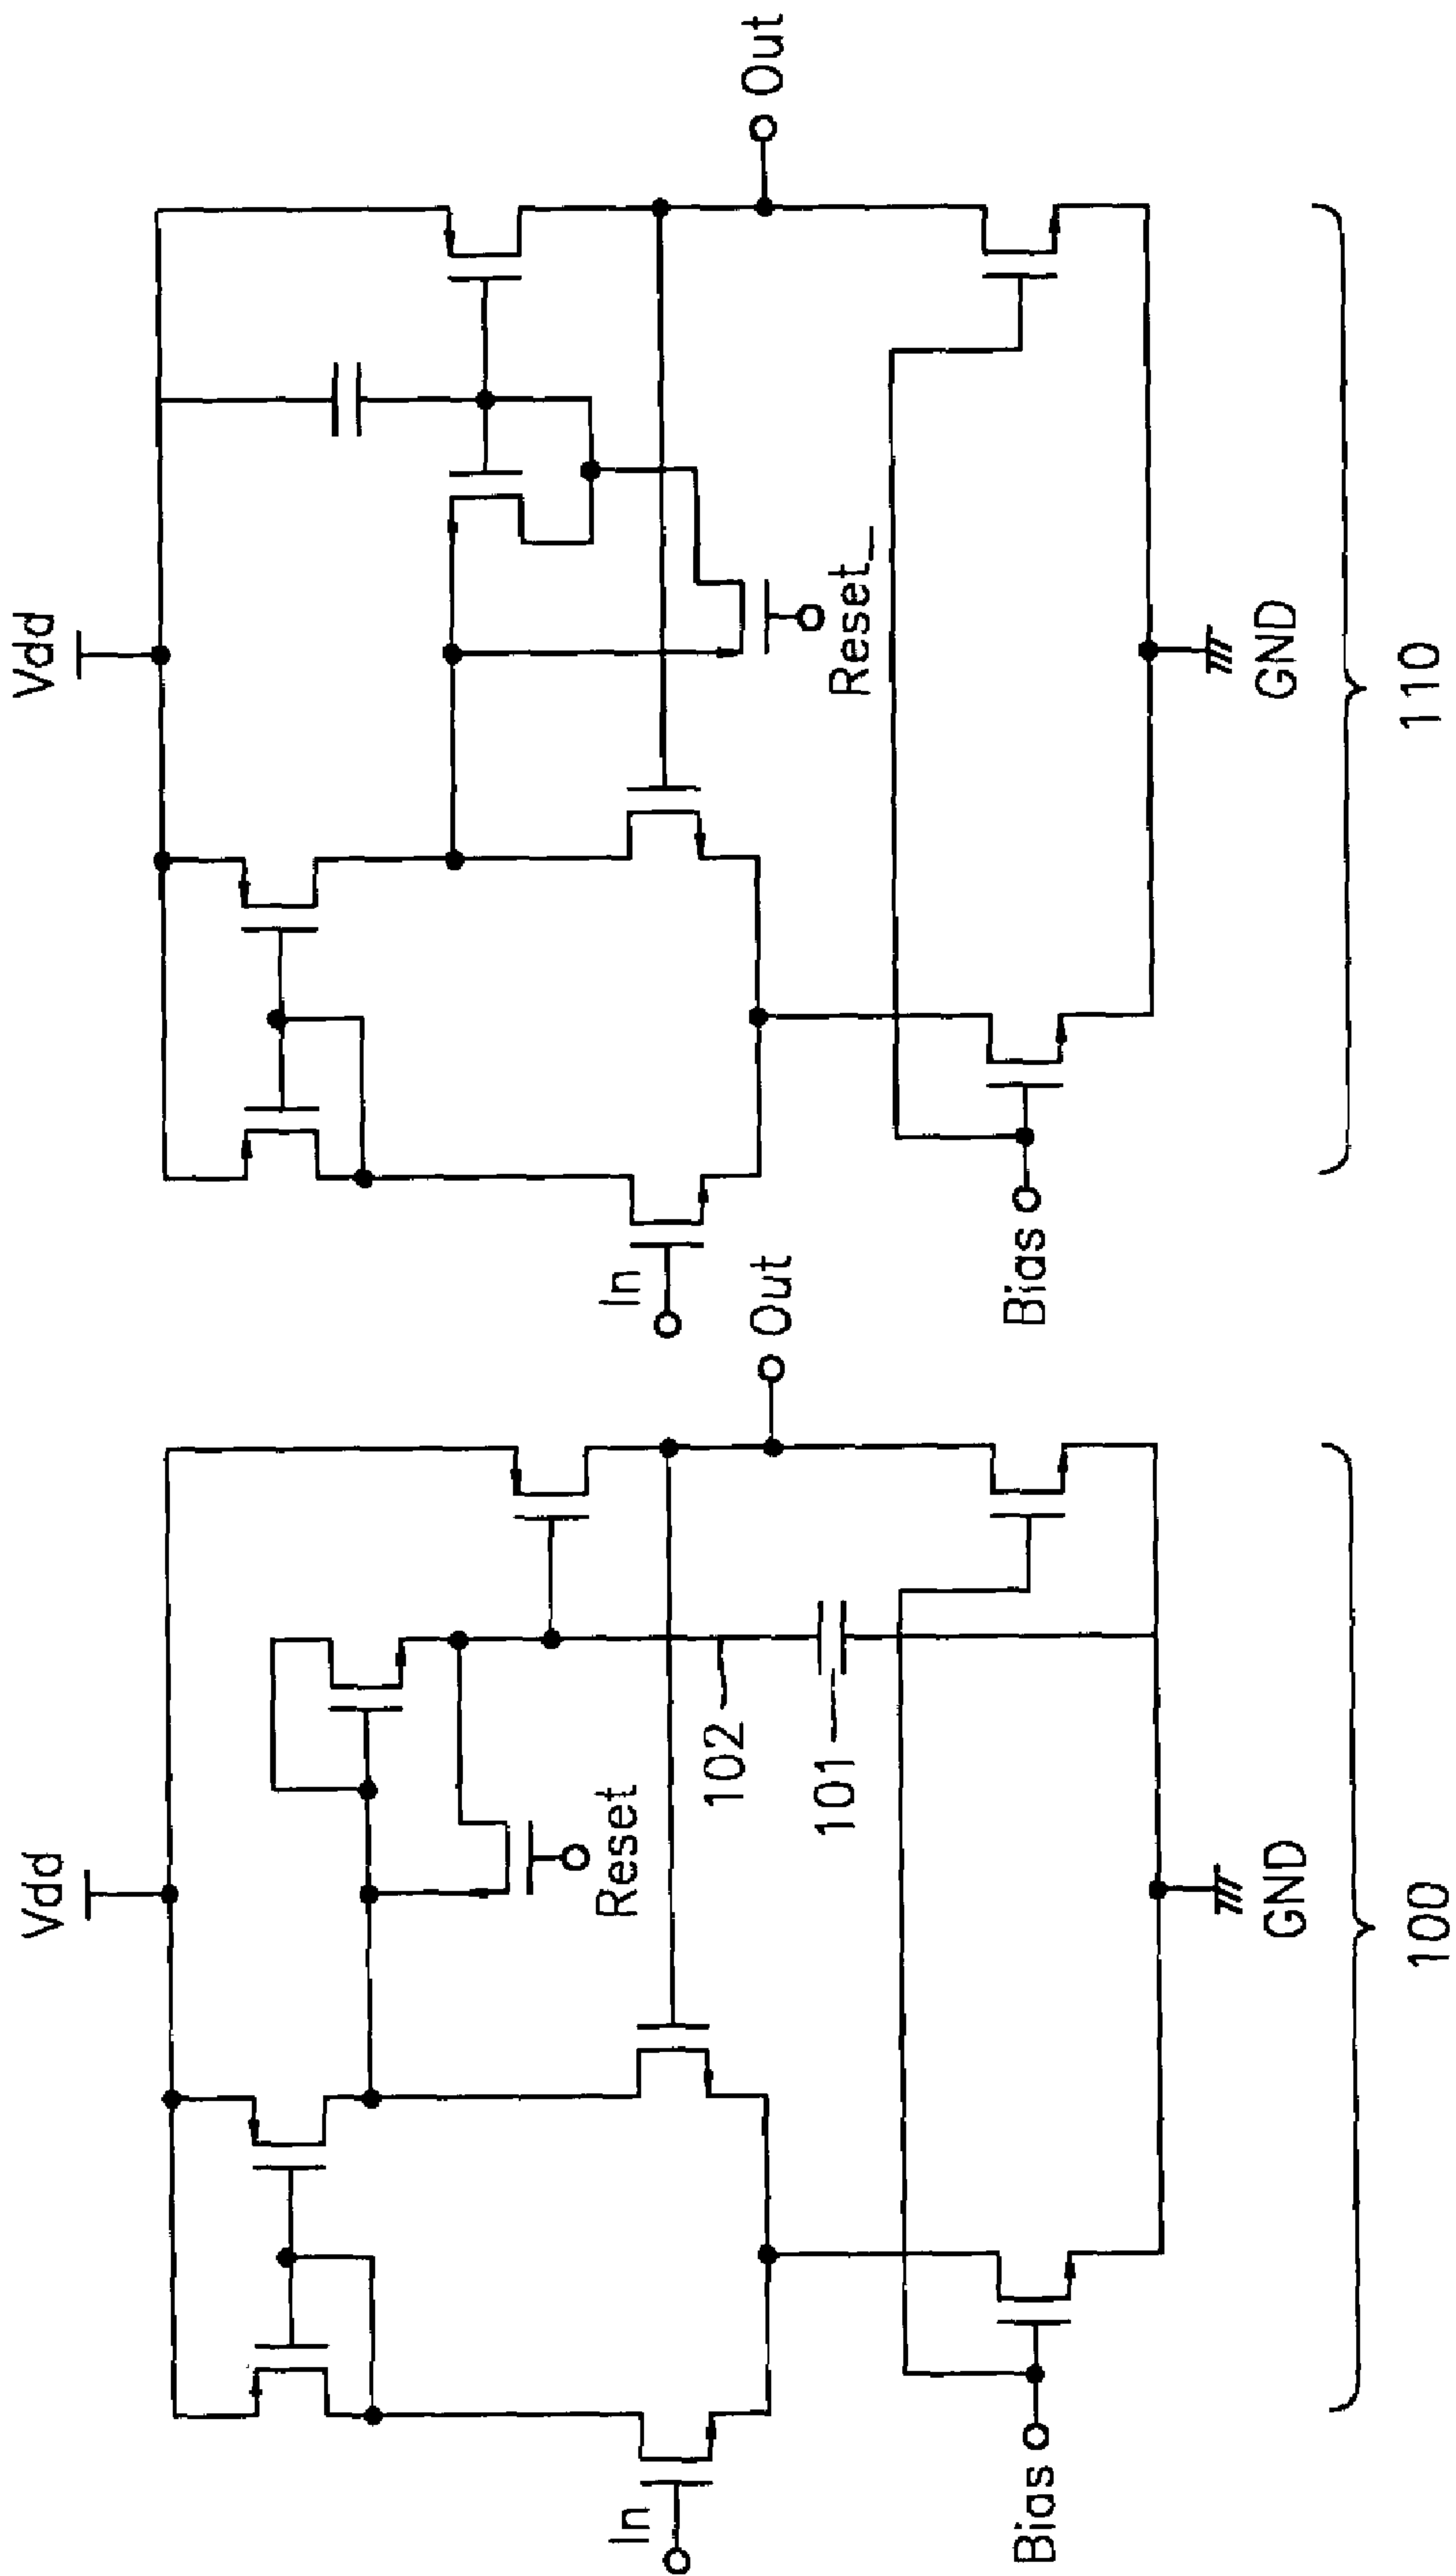 Vdd
In
Bias
Reset
102
101
Out
GND
100
Vdd
In
Bias
Reset_
Out
GND
110